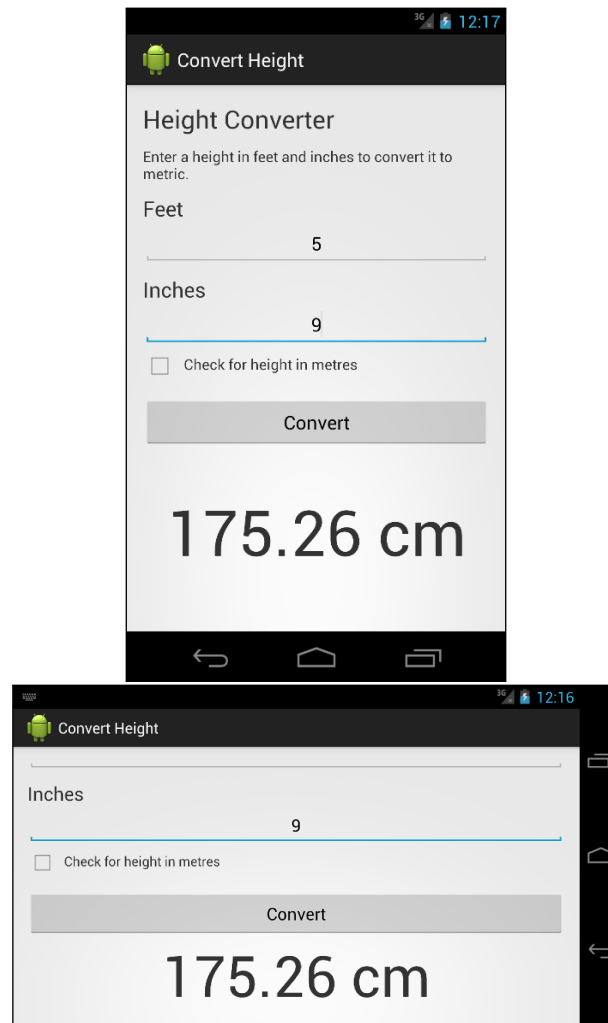 3G 12:17
Convert Height
Height Converter
Enter a height in feet and inches to convert it to
metric.
Feet
5
Inches
9
Check for height in metres
Convert
175.26 cm
3G 12:16
Convert Height
Inches
9
Check for height in metres
Convert
175.26 cm